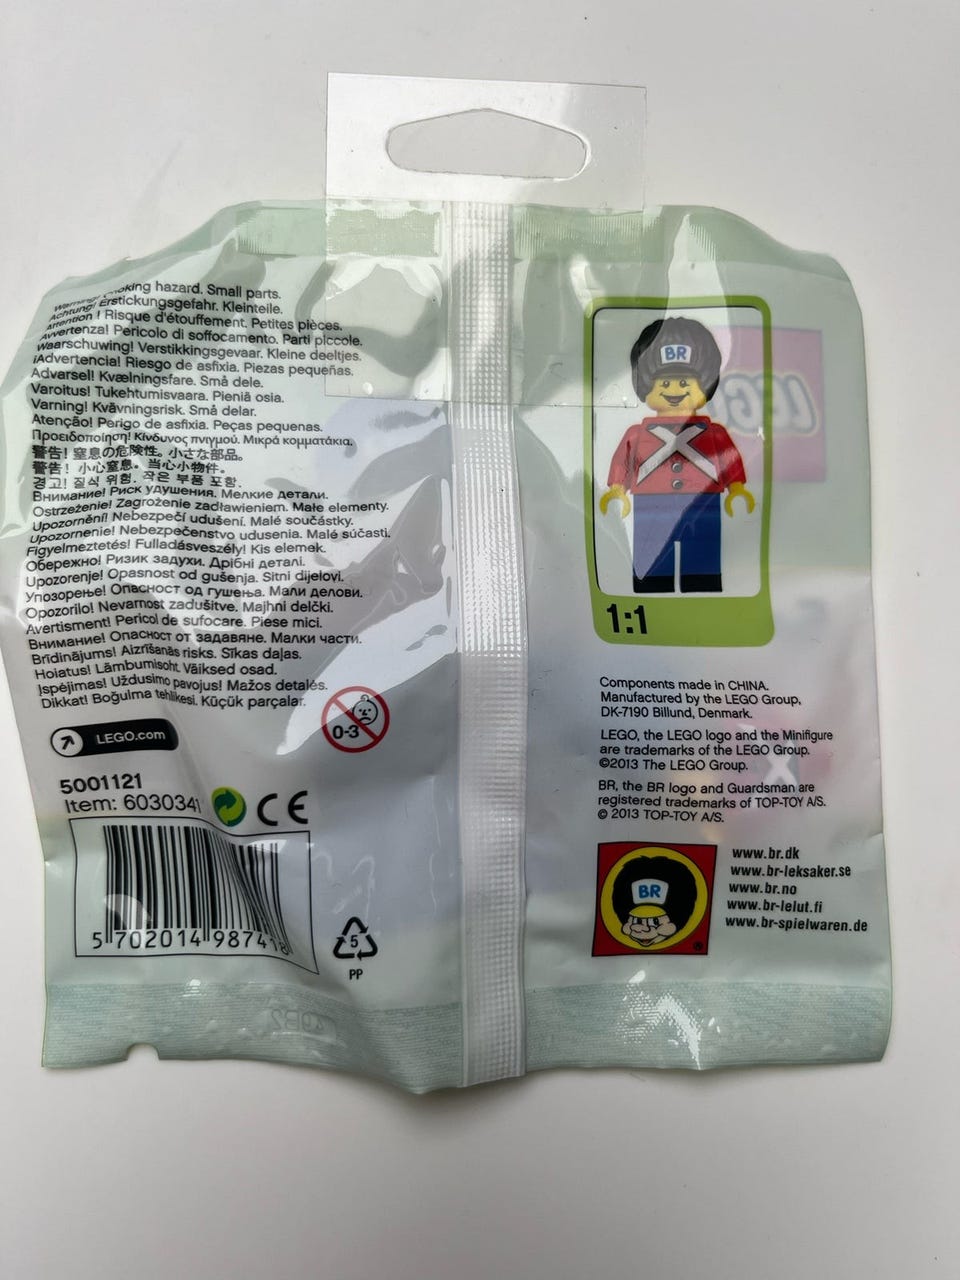 Warning! Choking hazard. Small parts.
Achtung! Erstickungsgefahr. Kleinteile.
Attention ! Risque d'étouffement. Petites pièces.
Avvertenza! Pericolo di soffocamento. Parti piccole.
Waarschuwing! Verstikkingsgevaar. Kleine deeltjes.
¡Advertencia! Riesgo de asfixia. Piezas pequeñas.
Advarsel! Kvælningsfare. Små dele.
Varoitus! Tukehtumisvaara. Pieniä osia.
Varning! Kvävningsrisk. Små delar.
Atenção! Perigo de asfixia. Peças pequenas.
Προειδοποίηση! Κίνδυνος πνιγμού. Μικρά κομματάκια.
警告! 窒息の危険性。小さな部品。
警告! 小心窒息。当心小物件。
경고! 질식 위험. 작은 부품 포함.
Внимание! Риск удушения. Мелкие детали.
Ostrzeżenie! Zagrożenie zadławieniem. Małe elementy.
Upozornění! Nebezpečí udušení. Malé součástky.
Upozornenie! Nebezpečenstvo udusenia. Malé súčasti.
Figyelmeztetés! Fulladásveszély! Kis elemek.
Обережно! Ризик задухи. Дрібні деталі.
Upozorenje! Opasnost od gušenja. Sitni dijelovi.
Упозорење! Опасност од гушења. Мали делови.
Opozorilo! Nevarnost zadušitve. Majhni delčki.
Avertisment! Pericol de sufocare. Piese mici.
Внимание! Опасност от задавяне. Малки части.
Brīdinājums! Aizrīšanās risks. Sīkas daļas.
Hoiatus! Lämbumisoht. Väiksed osad.
Įspėjimas! Uždusimo pavojus! Mažos detalės.
Dikkat! Boğulma tehlikesi. Küçük parçalar.
0-3
LEGO.com
5001121
Item: 6030341
CE
5 702014 987418
5
PP
BR
1:1
Components made in CHINA.
Manufactured by the LEGO Group,
DK-7190 Billund, Denmark.
LEGO, the LEGO logo and the Minifigure
are trademarks of the LEGO Group.
©2013 The LEGO Group.
BR, the BR logo and Guardsman are
registered trademarks of TOP-TOY A/S.
© 2013 TOP-TOY A/S.
BR
®
www.br.dk
www.br-leksaker.se
www.br.no
www.br-lelut.fi
www.br-spielwaren.de
LEGO